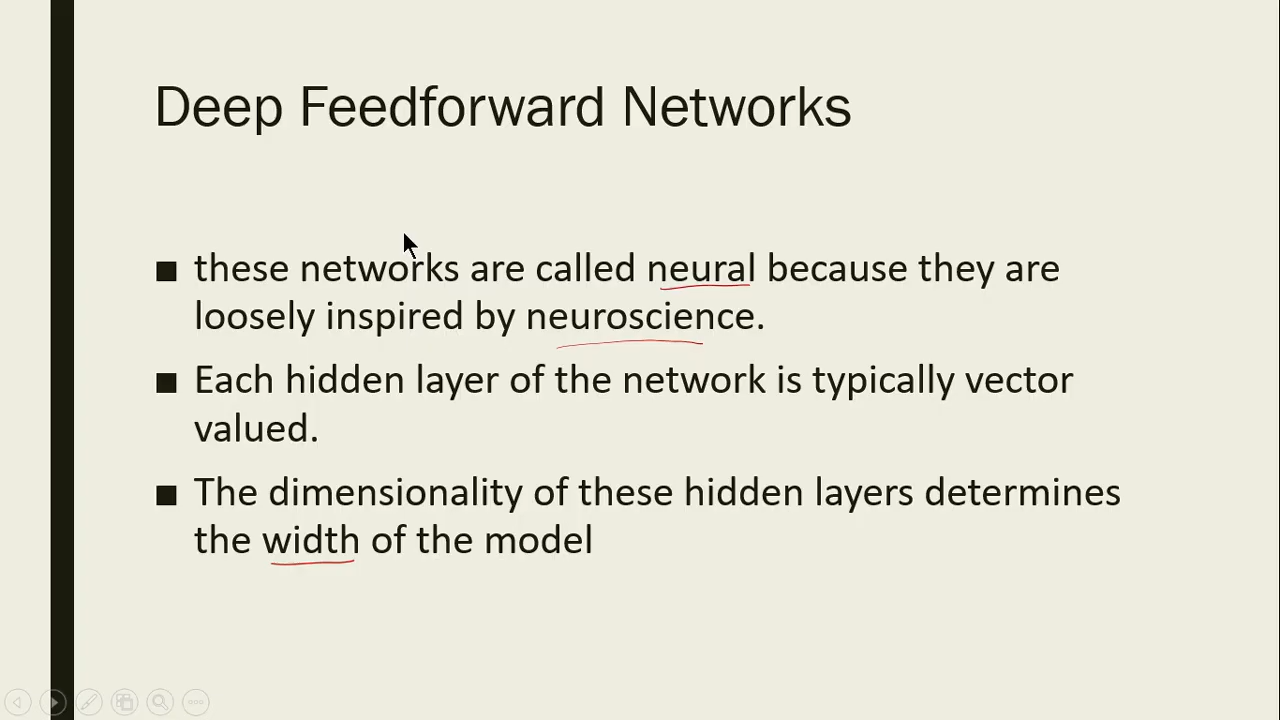 Deep Feedforward Networks
■ these networks are called neural because they are
loosely inspired by neuroscience.
■ Each hidden layer of the network is typically vector
valued.
■ The dimensionality of these hidden layers determines
the width of the model